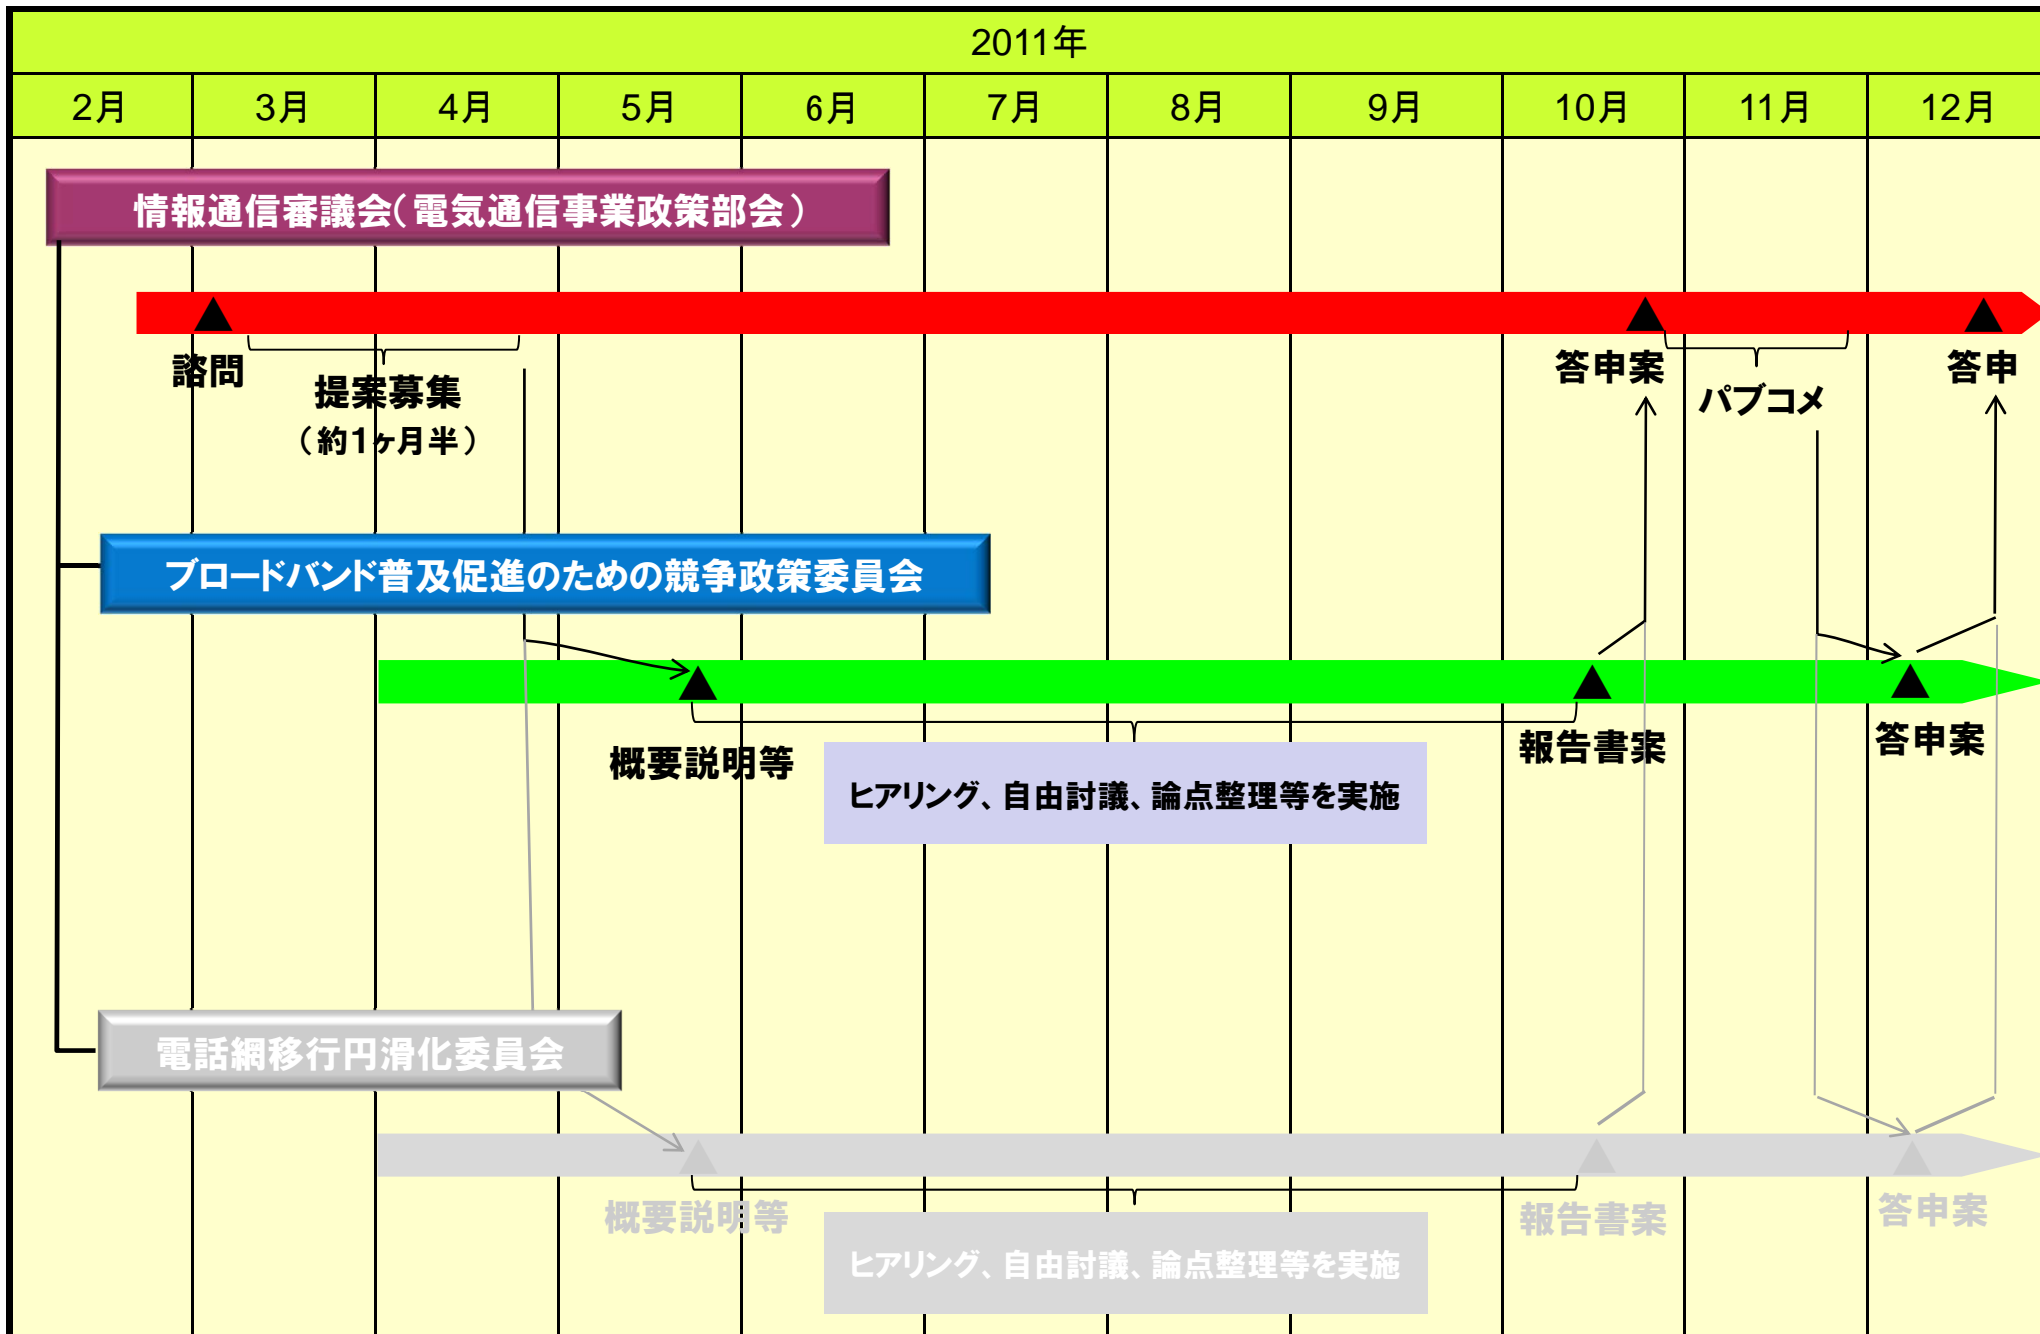 2011年
2月 3月 4月 5月 6月 7月 8月 9月 10月 11月 12月
情報通信審議会(電気通信事業政策部会)
諮問
提案募集
(約1ヶ月半)
答申案
パブコメ
答申
ブロードバンド普及促進のための競争政策委員会
概要説明等
ヒアリング、自由討議、論点整理等を実施
報告書案
答申案
電話網移行円滑化委員会
概要説明等
ヒアリング、自由討議、論点整理等を実施
報告書案
答申案